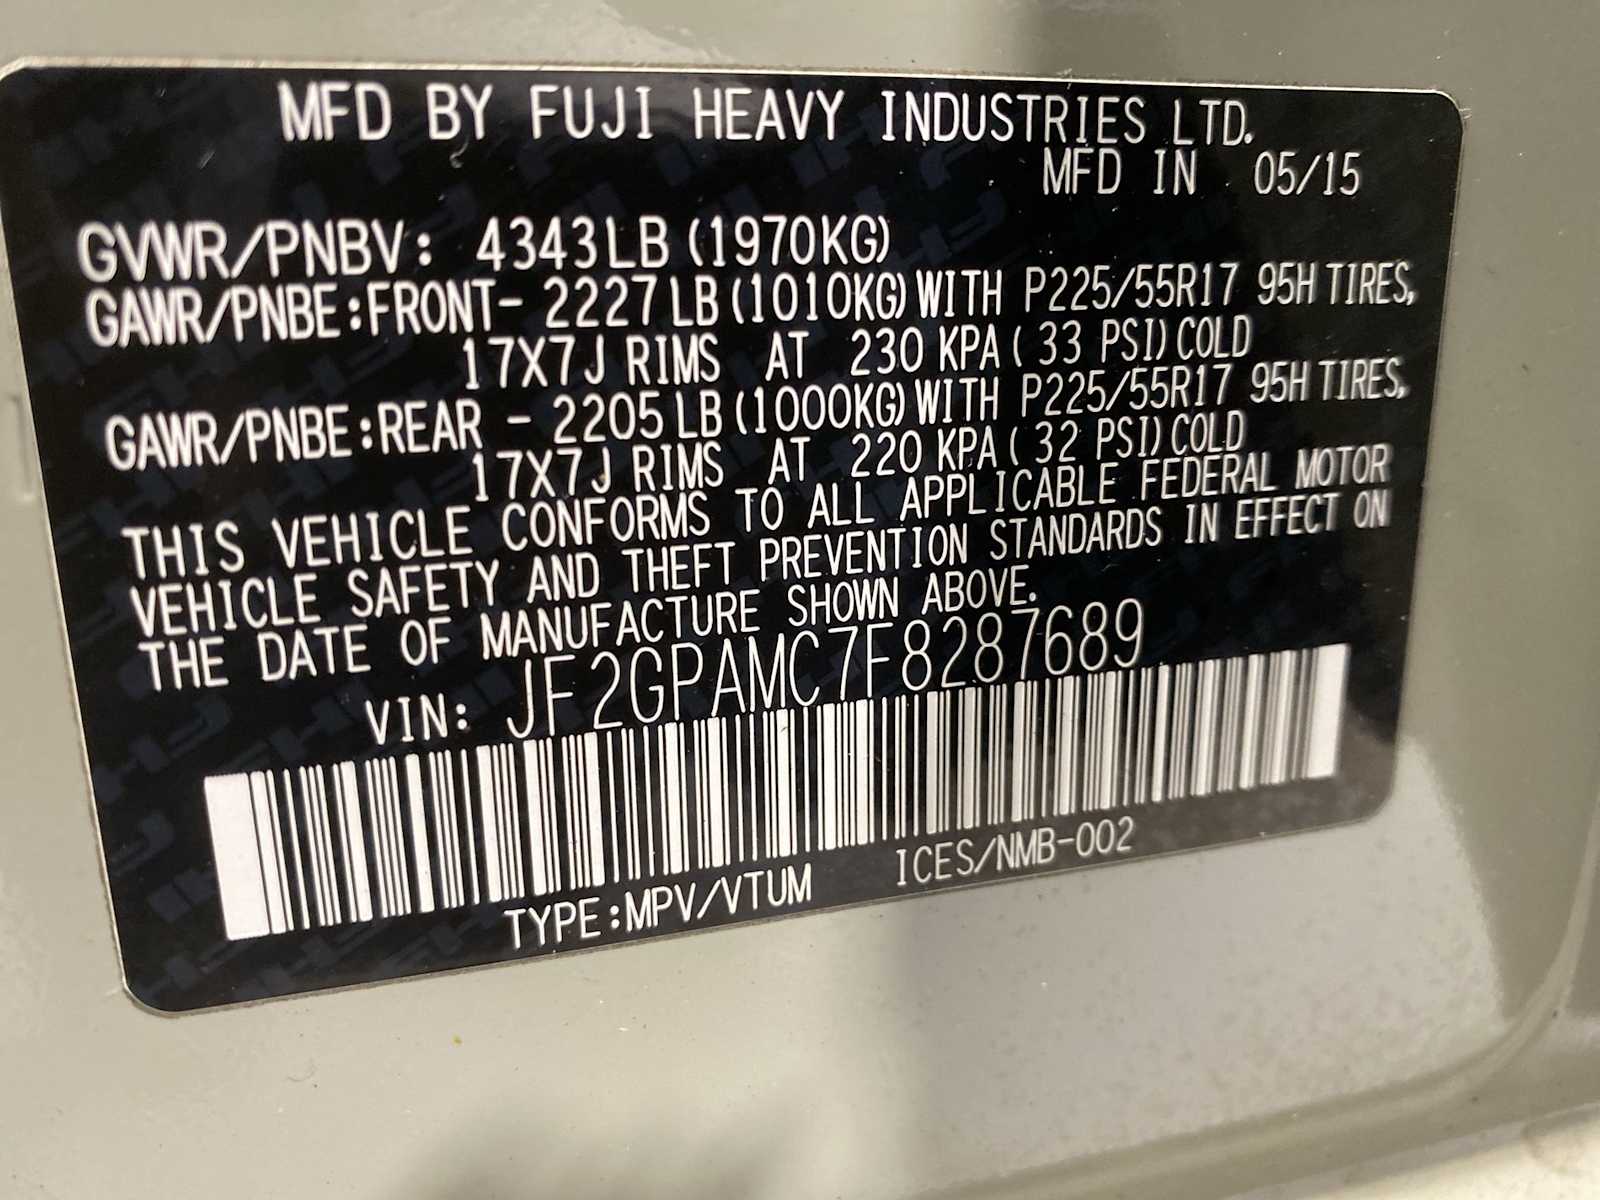 MFD BY FUJI HEAVY INDUSTRIES LTD.
MFD IN 05/15
GVWR/PNBV: 4343LB (1970KG)
GAWR/PNBE:FRONT- 2227LB (1010KG) WITH P225/55R17 95H TIRES,
17X7J RIMS AT 230 KPA ( 33 PSI) COLD
GAWR/PNBE:REAR - 2205LB (1000KG) WITH P225/55R17 95H TIRES,
17X7J RIMS AT 220 KPA ( 32 PSI) COLD
THIS VEHICLE CONFORMS TO ALL APPLICABLE FEDERAL MOTOR
VEHICLE SAFETY AND THEFT PREVENTION STANDARDS IN EFFECT ON
THE DATE OF MANUFACTURE SHOWN ABOVE.
VIN: JF2GPAMC7F8287689
TYPE:MPV/VTUM ICES/NMB-002